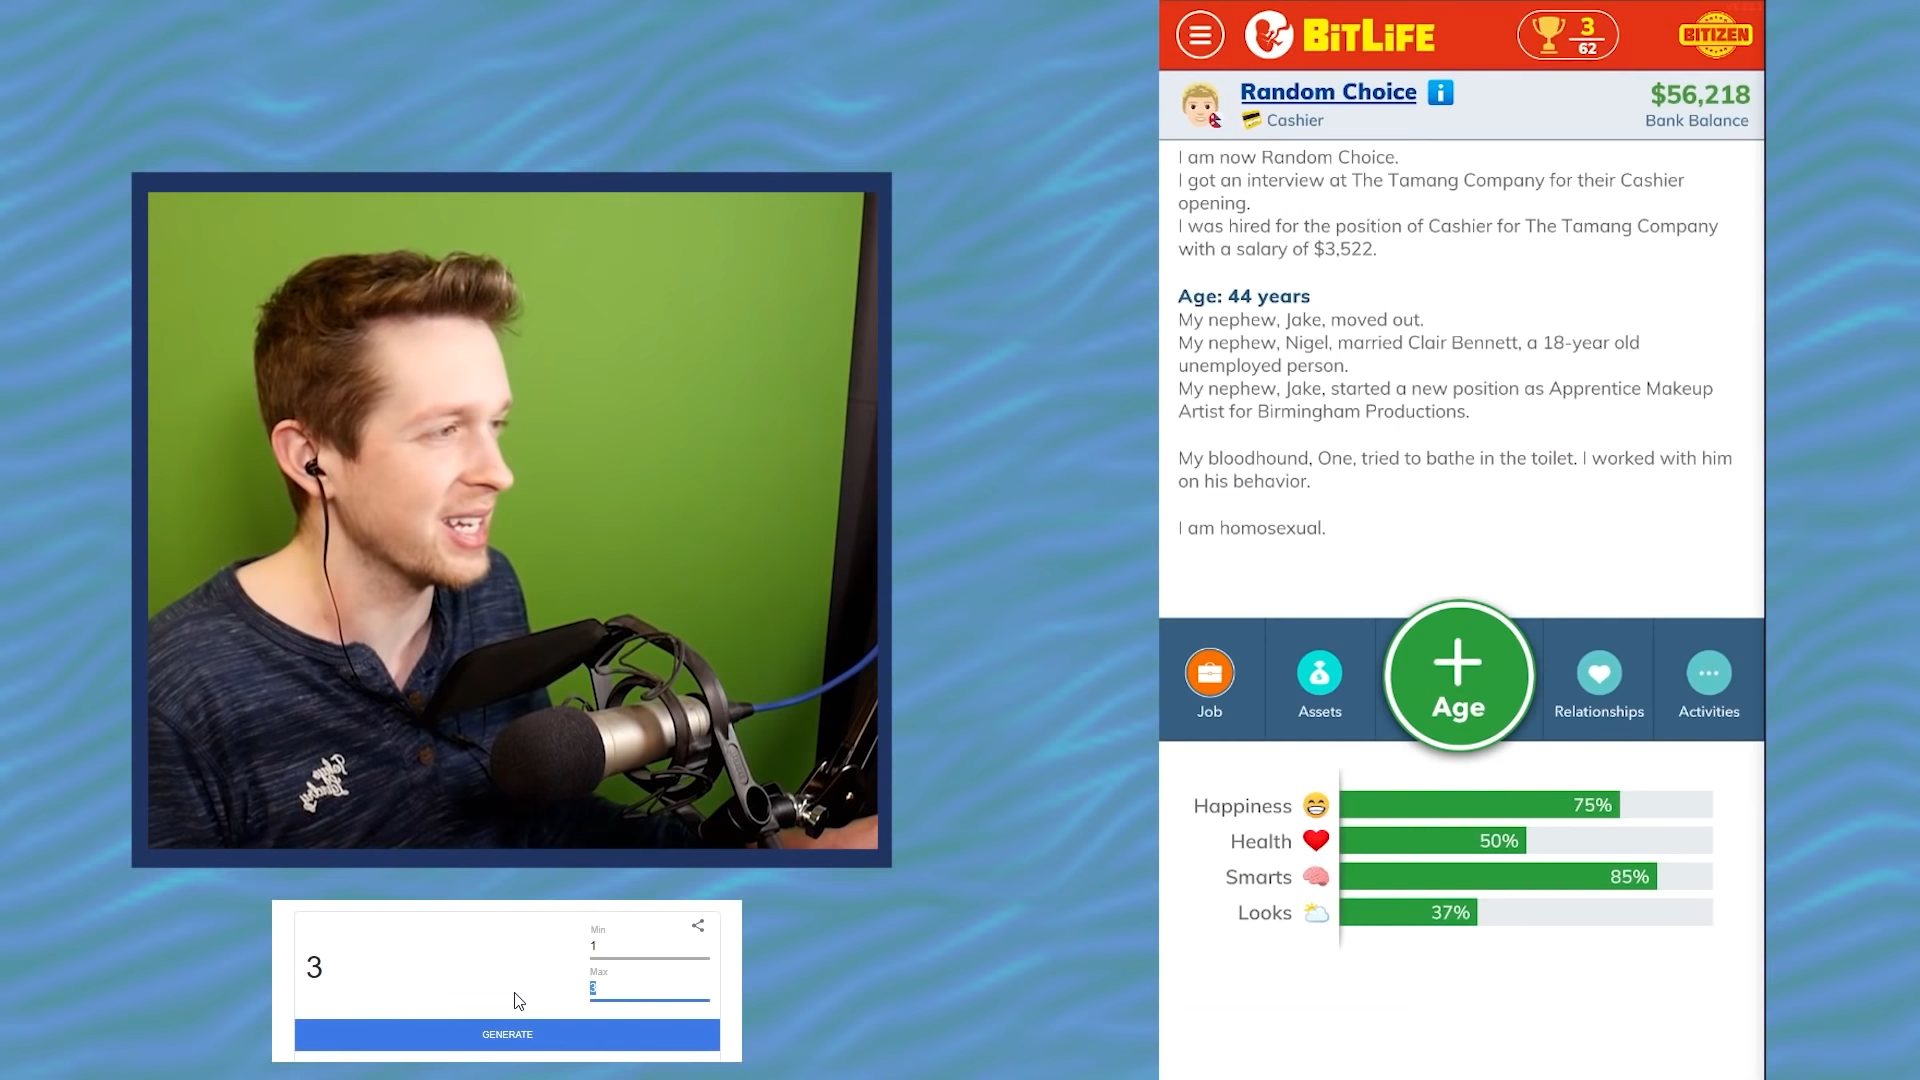 BITLIFE
3
62
BITIZEN
Random Choice
Cashier
$56,218
Bank Balance
I am now Random Choice.
I got an interview at The Tamang Company for their Cashier
opening.
I was hired for the position of Cashier for The Tamang Company
with a salary of $3,522.
Age: 44 years
My nephew, Jake, moved out.
My nephew, Nigel, married Clair Bennett, a 18-year old
unemployed person.
My nephew, Jake, started a new position as Apprentice Makeup
Artist for Birmingham Productions.
My bloodhound, One, tried to bathe in the toilet. I worked with him
on his behavior.
I am homosexual.
Job
Assets
Age
Relationships
Activities
Happiness 75%
Health 50%
Smarts 85%
Looks 37%
Min
1
3
Max
3
GENERATE